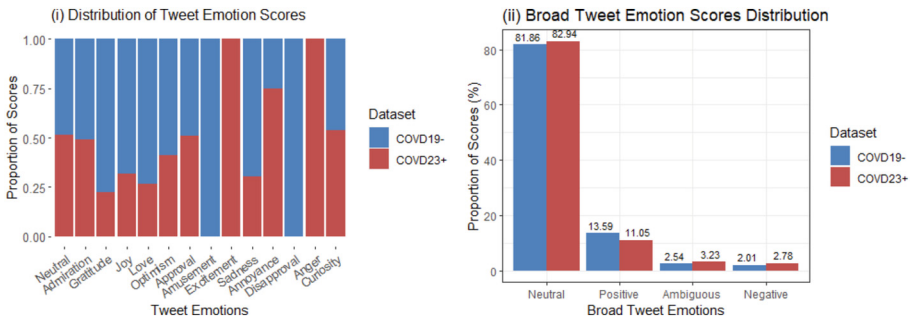 (i) Distribution of Tweet Emotion Scores
Proportion of Scores
1.00
0.75
0.50
0.25
0.00
Neutral
Admiration
Gratitude
Joy
Love
Optimism
Approval
Amusement
Excitement
Sadness
Annoyance
Disapproval
Anger
Curiosity
Tweet Emotions
Dataset
COVD19-
COVD23+
(ii) Broad Tweet Emotion Scores Distribution
Proportion of Scores (%)
80
60
40
20
0
81.86 82.94
13.59 11.05
2.54 3.23
2.01 2.78
Neutral Positive Ambiguous Negative
Broad Tweet Emotions
Dataset
COVD19-
COVD23+